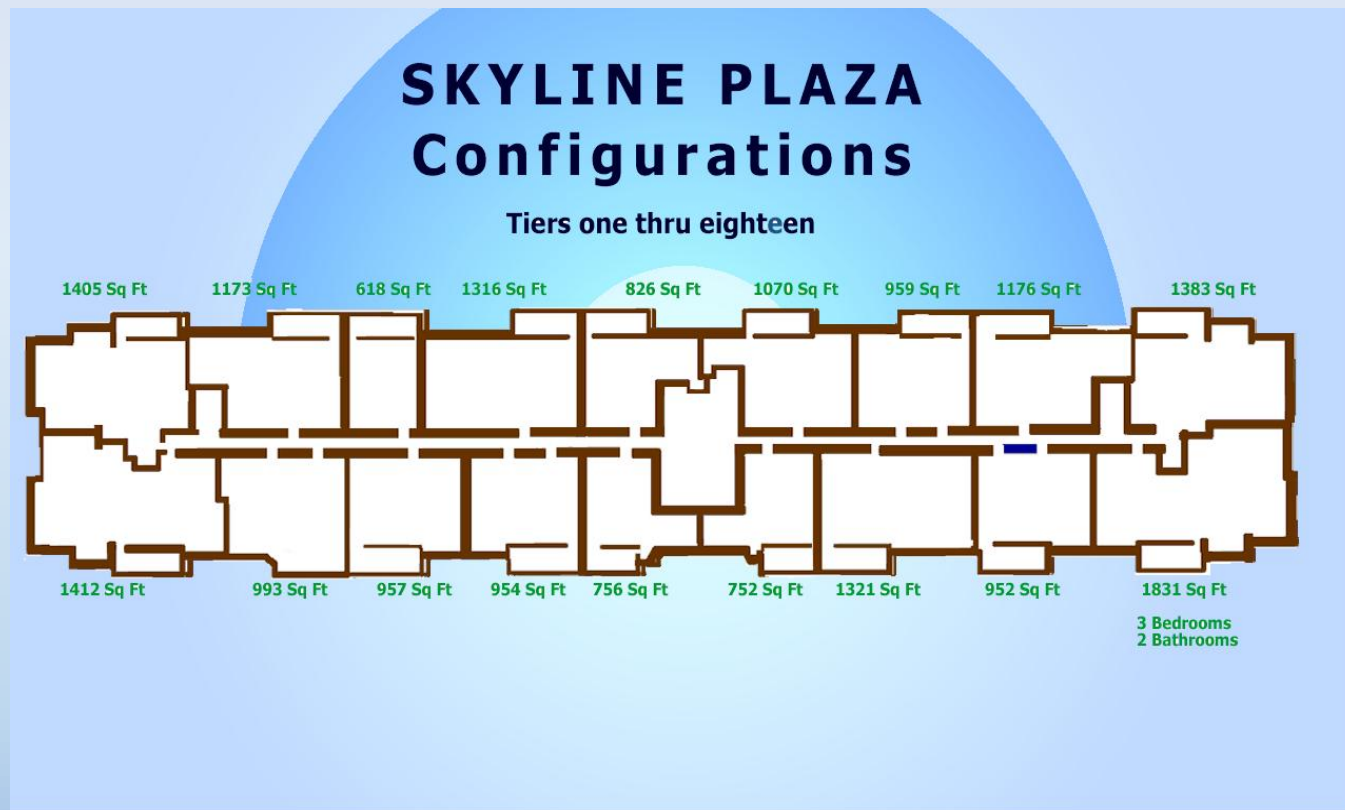 SKYLINE PLAZA
Configurations
Tiers one thru eighteen
1405 Sq Ft 1173 Sq Ft 618 Sq Ft 1316 Sq Ft 826 Sq Ft 1070 Sq Ft 959 Sq Ft 1176 Sq Ft 1383 Sq Ft
1412 Sq Ft 993 Sq Ft 957 Sq Ft 954 Sq Ft 756 Sq Ft 752 Sq Ft 1321 Sq Ft 952 Sq Ft 1831 Sq Ft
3 Bedrooms
2 Bathrooms